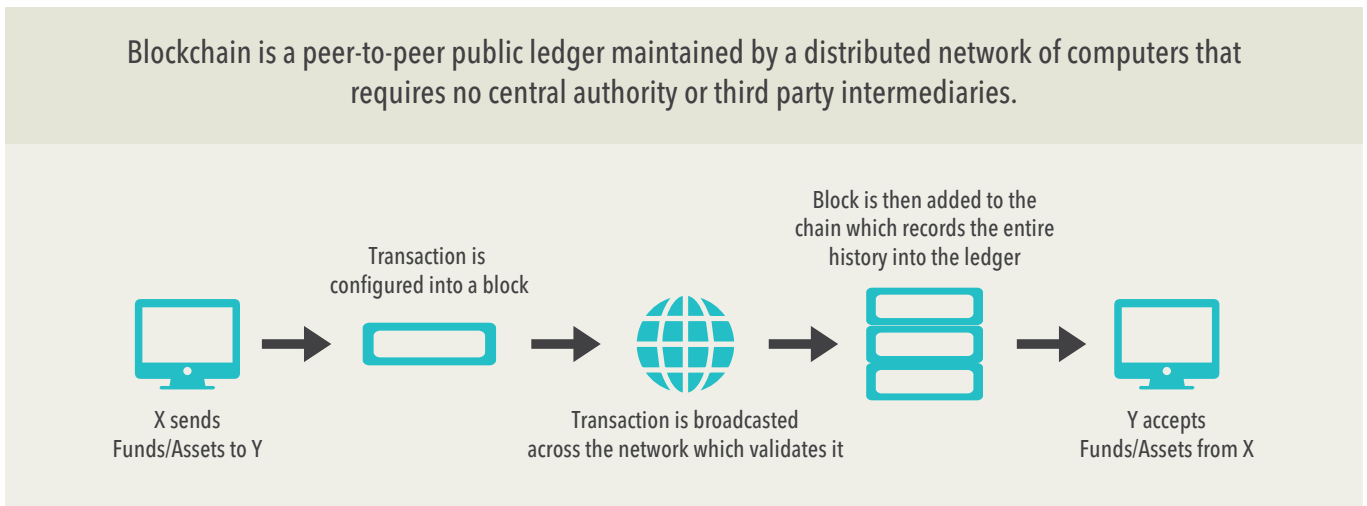 Blockchain is a peer-to-peer public ledger maintained by a distributed network of computers that
requires no central authority or third party intermediaries.
X sends
Funds/Assets to Y
Transaction is
configured into a block
Transaction is broadcasted
across the network which validates it
Block is then added to the
chain which records the entire
history into the ledger
Y accepts
Funds/Assets from X